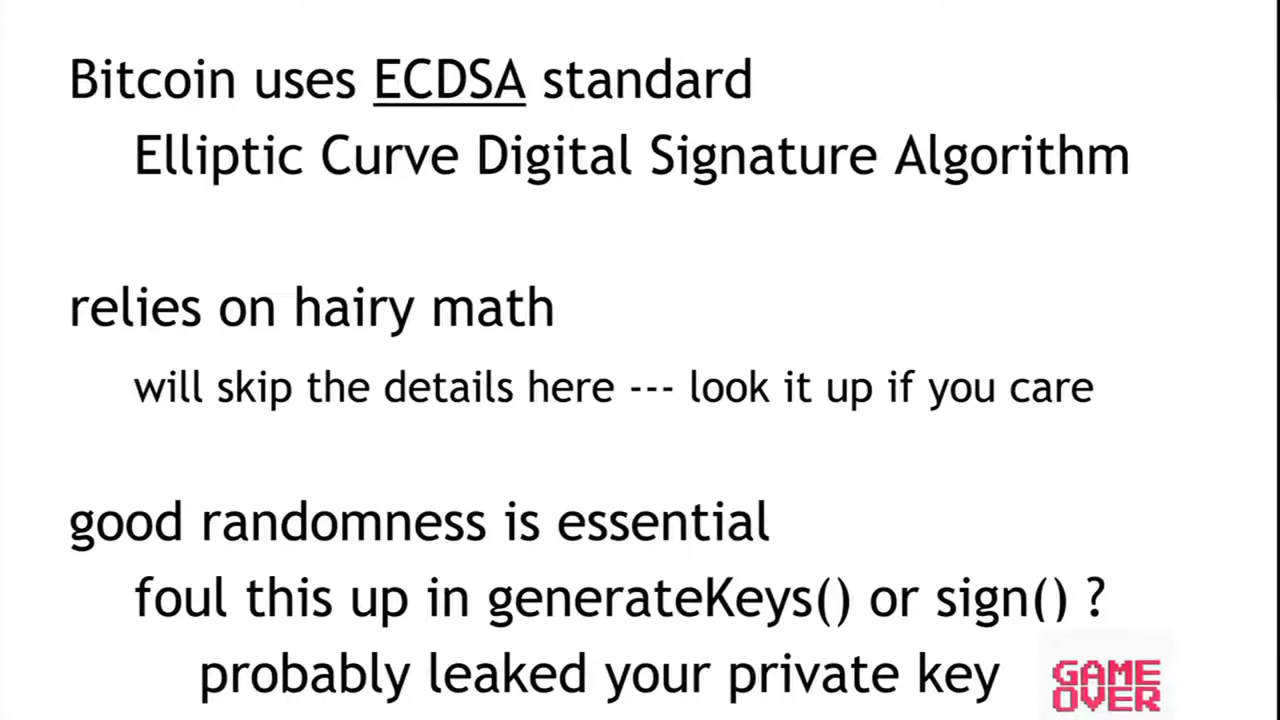 Bitcoin uses ECDSA standard
Elliptic Curve Digital Signature Algorithm
relies on hairy math
will skip the details here --- look it up if you care
good randomness is essential
foul this up in generateKeys() or sign() ?
probably leaked your private key
GAME
OVER